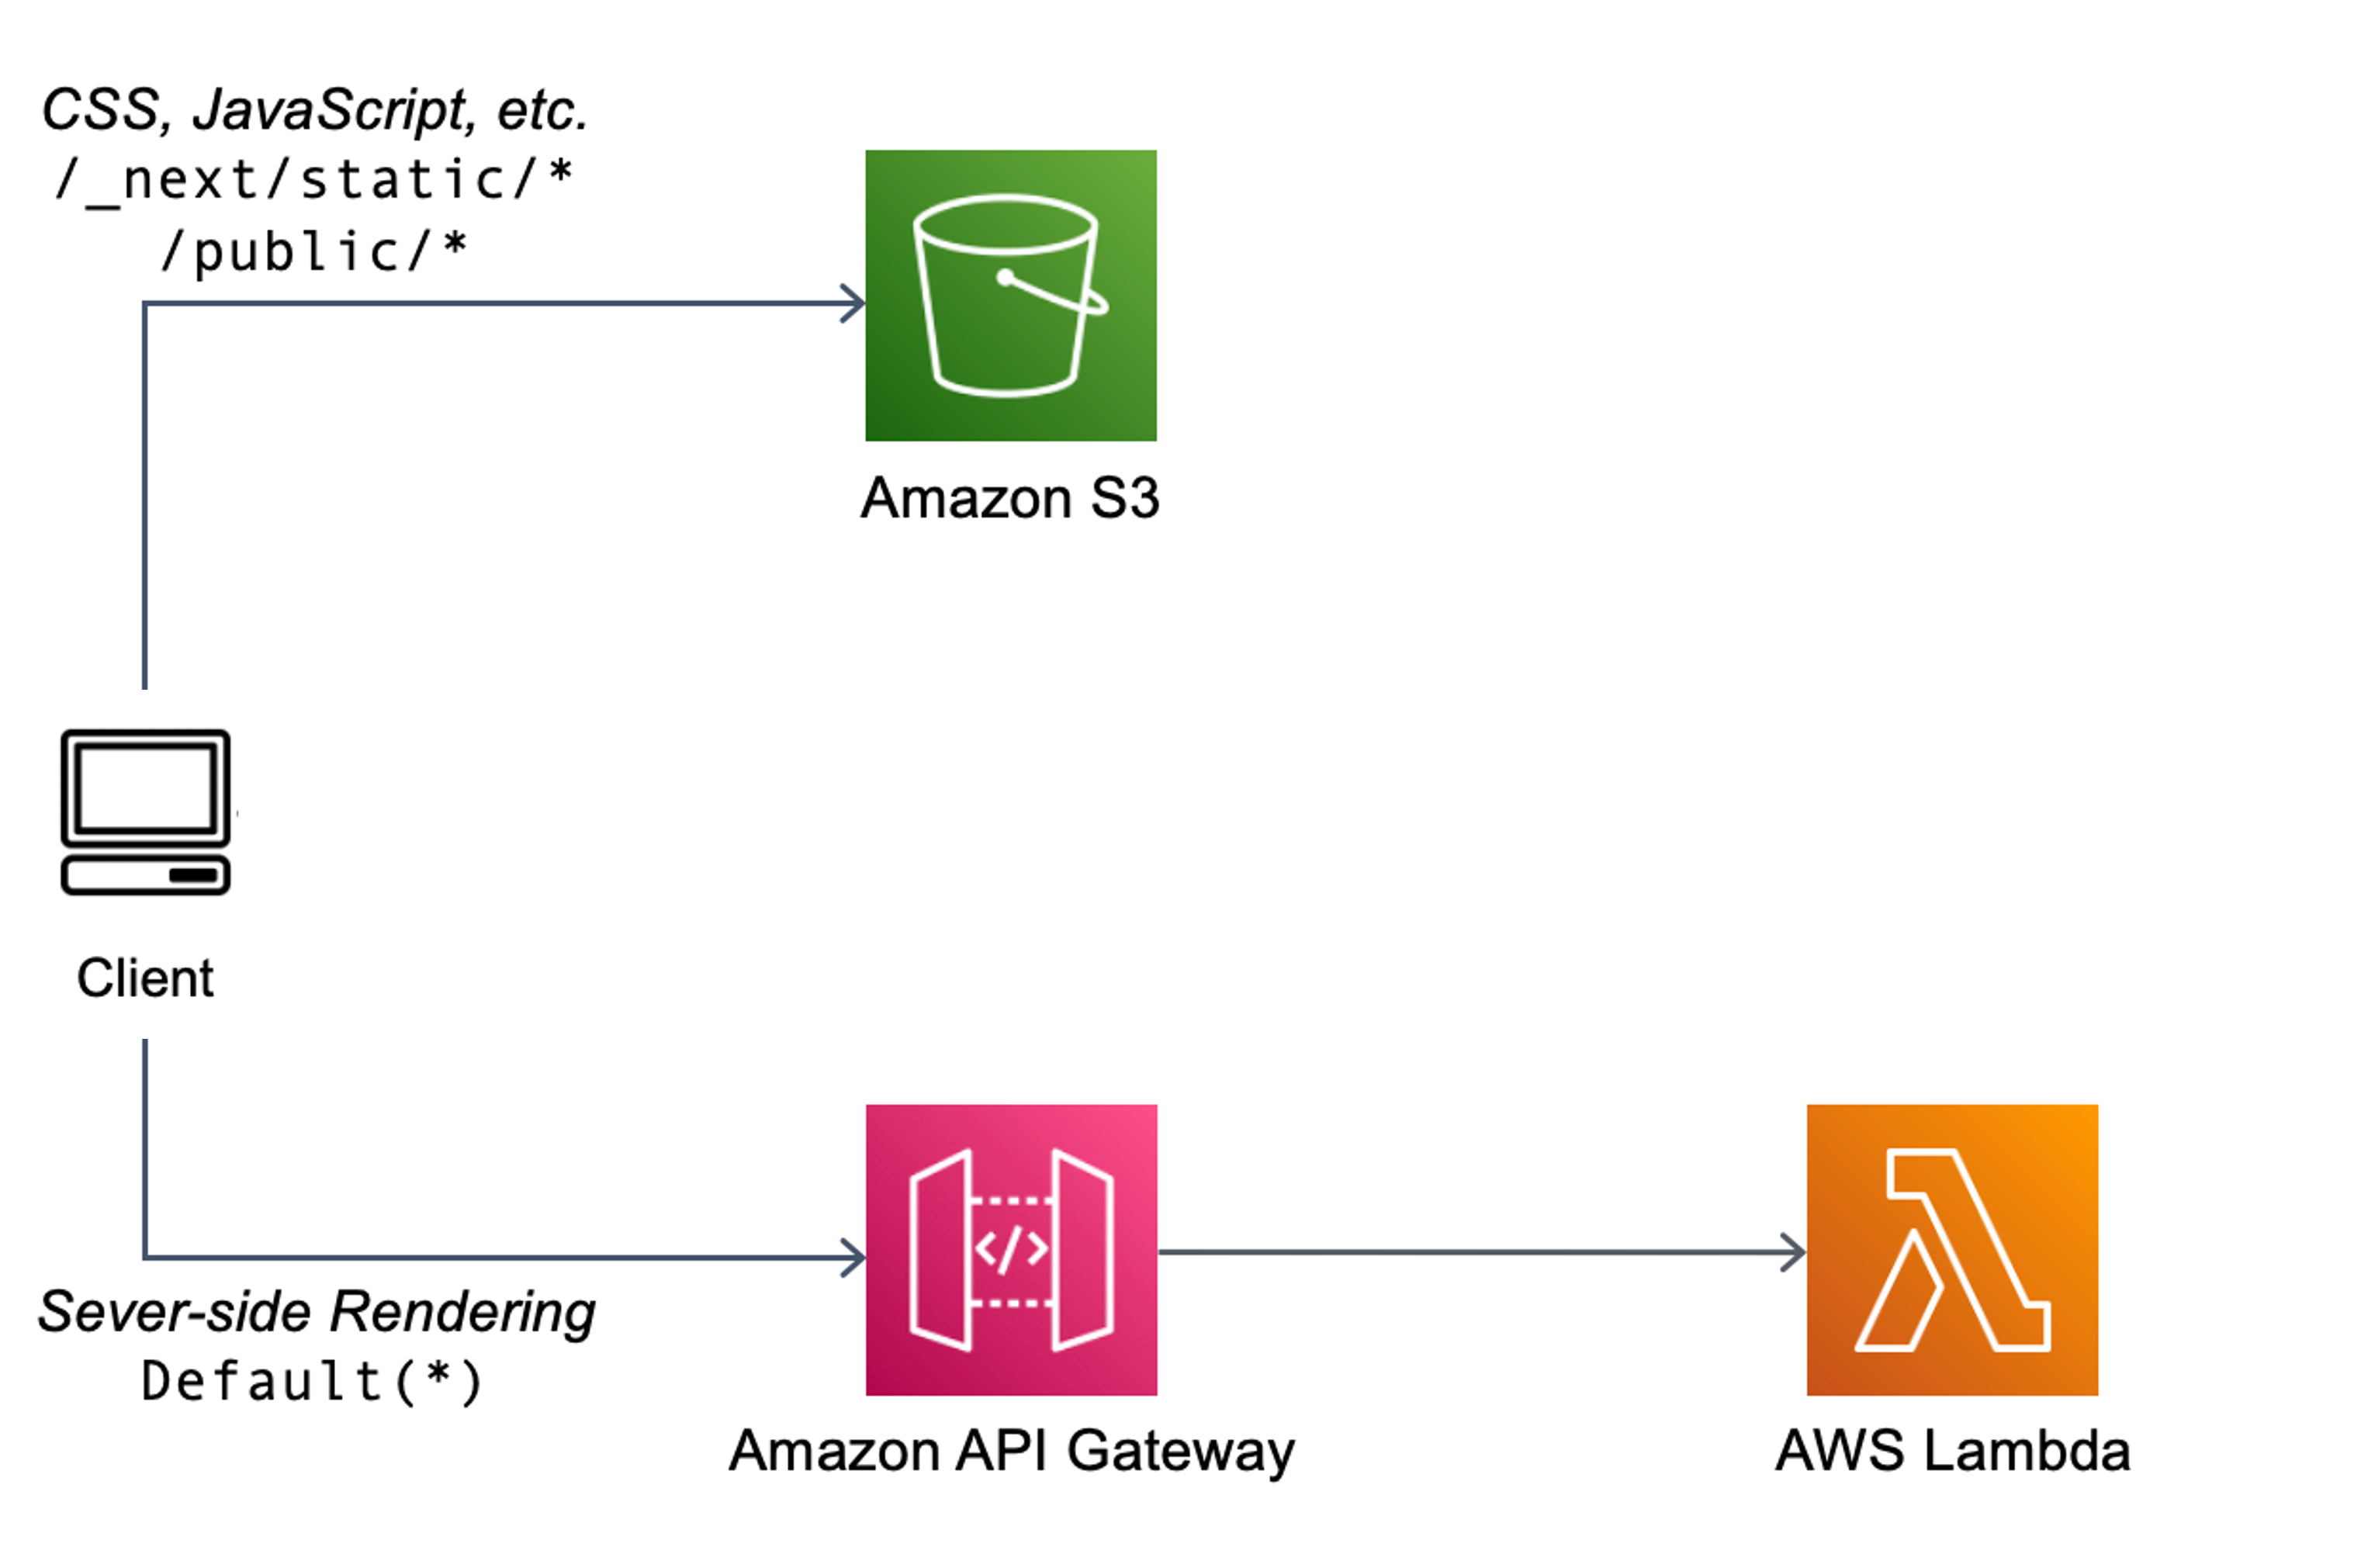 CSS, JavaScript, etc.
/_next/static/*
/public/*
Amazon S3
Client
Sever-side Rendering
Default(*)
Amazon API Gateway
AWS Lambda